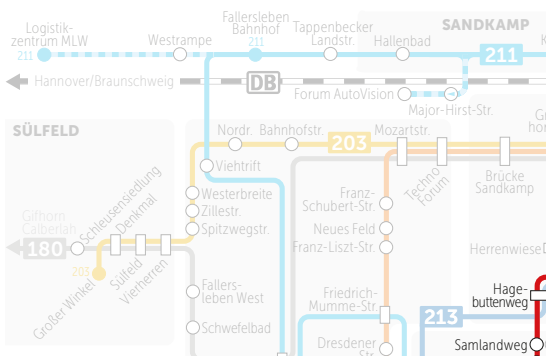 Logistik-
zentrum MLW
211
Westrampe
Fallersleben
Bahnhof
211
Tappenbecker
Landstr.
Hallenbad
SANDKAMP
211
Hannover/Braunschweig
DB
Forum AutoVision
Major-Hirst-Str.
SÜLFELD
Nordr.
Bahnhofstr.
203
Mozartstr.
Viehtrift
Techno
Forum
Brücke
Sandkamp
Schleusensiedlung
Denkmal
Westerbreite
Zillestr.
Spitzwegstr.
Franz-
Schubert-Str.
Neues Feld
Franz-Liszt-Str.
Gifhorn
Calberlah
180
203
Großer Winkel
Sülfeld
Vierherren
Herrenwiese
Fallers-
leben West
Schwefelbad
Friedrich-
Mumme-Str.
Hage-
buttenweg
213
Dresdener
Str.
Samlandweg